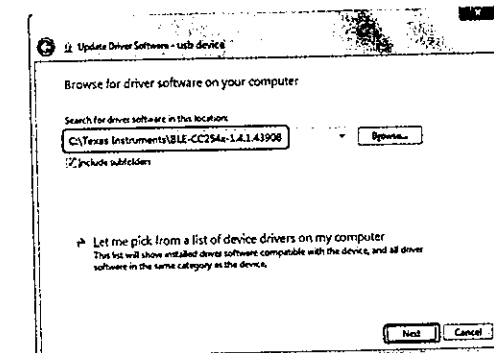 Update Driver Software - usb device
Browse for driver software on your computer
Search for driver software in this location:
C:\Texas Instruments\BLE-CC254x-1.4.1.43908
Browse...
Include subfolders
Let me pick from a list of device drivers on my computer
This list will show installed driver software compatible with the device, and all driver
software in the same category as the device.
Next Cancel